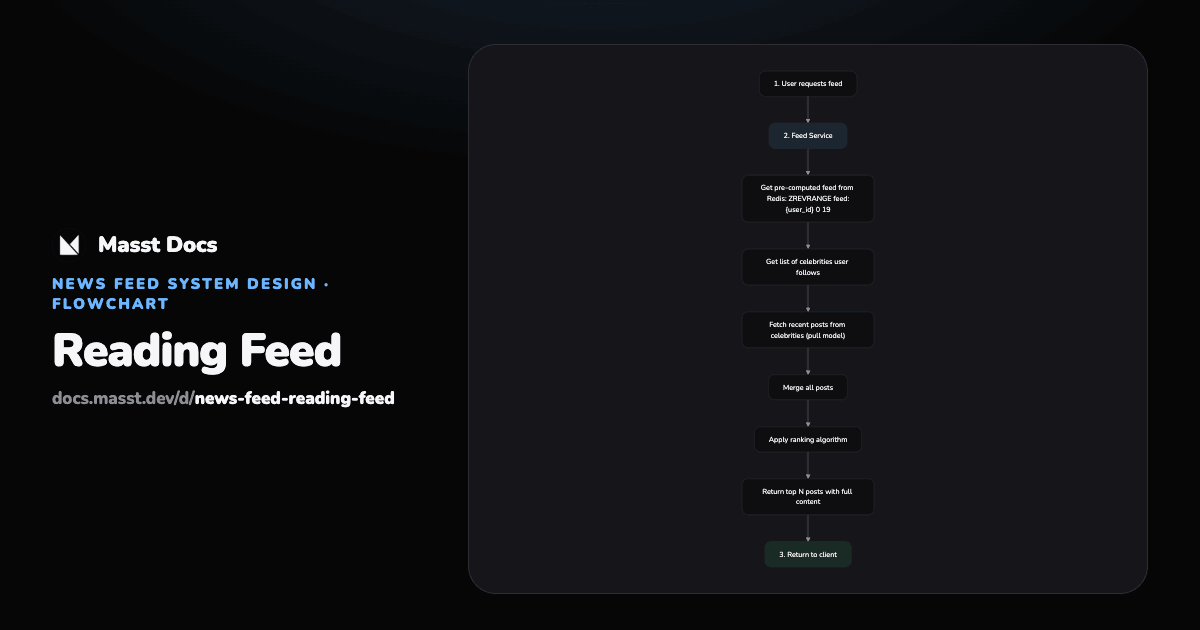 Masst Docs
NEWS FEED SYSTEM DESIGN ·
FLOWCHART
Reading Feed
docs.masst.dev/d/news-feed-reading-feed
1. User requests feed
2. Feed Service
Get pre-computed feed from
Redis: ZREVRANGE feed:
{user_id} 0 19
Get list of celebrities user
follows
Fetch recent posts from
celebrities (pull model)
Merge all posts
Apply ranking algorithm
Return top N posts with full
content
3. Return to client